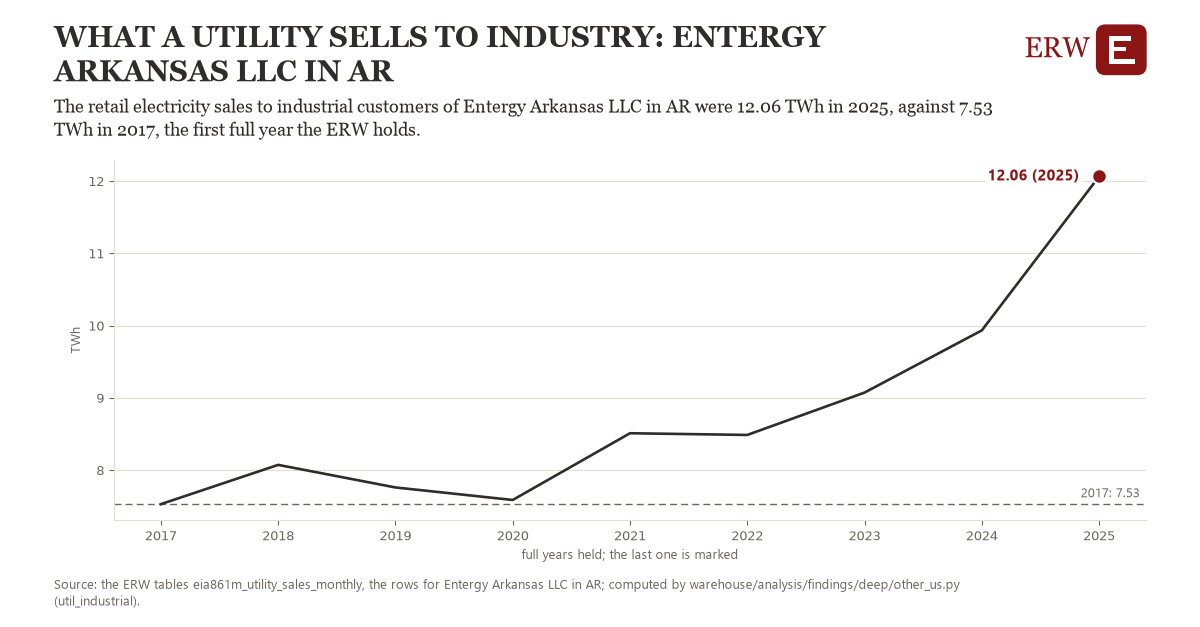 WHAT A UTILITY SELLS TO INDUSTRY: ENTERGY
ARKANSAS LLC IN AR
ERW E
The retail electricity sales to industrial customers of Entergy Arkansas LLC in AR were 12.06 TWh in 2025, against 7.53
TWh in 2017, the first full year the ERW holds.
12.06 (2025)
12
11
10
9
8
TWh
2017: 7.53
2017 2018 2019 2020 2021 2022 2023 2024 2025
full years held; the last one is marked
Source: the ERW tables eia861m_utility_sales_monthly, the rows for Entergy Arkansas LLC in AR; computed by warehouse/analysis/findings/deep/other_us.py
(util_industrial).